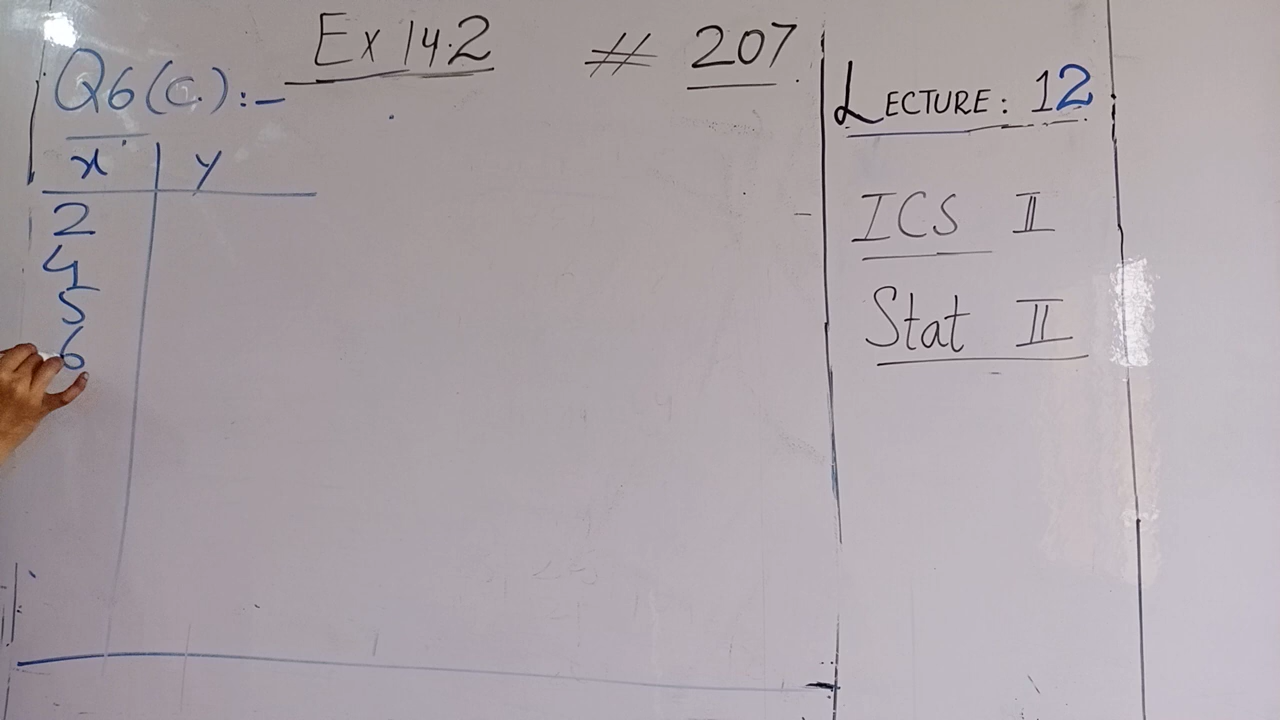 Ex 14.2 # 207
Q6(C.):-
x y
2
4
5
6
LECTURE: 12
ICS II
Stat II